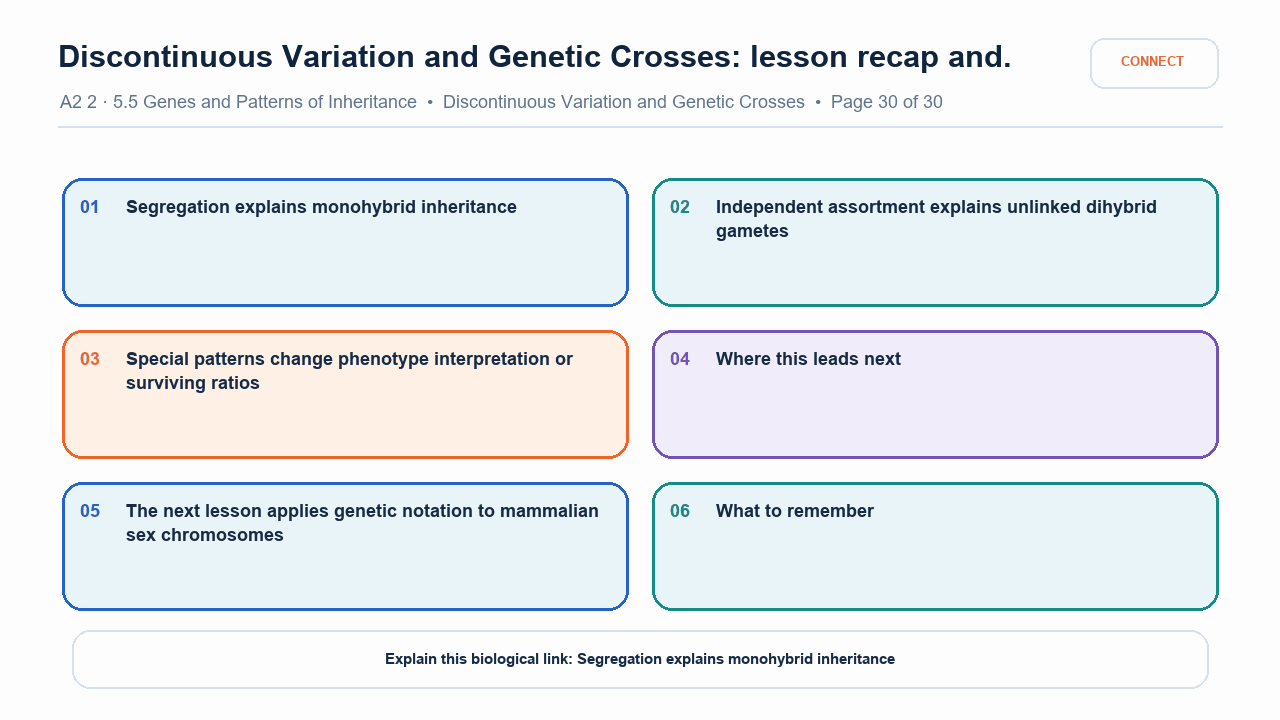 Discontinuous Variation and Genetic Crosses: lesson recap and.
CONNECT
A2 2 · 5.5 Genes and Patterns of Inheritance • Discontinuous Variation and Genetic Crosses • Page 30 of 30
01 Segregation explains monohybrid inheritance
02 Independent assortment explains unlinked dihybrid
gametes
03 Special patterns change phenotype interpretation or
surviving ratios
04 Where this leads next
05 The next lesson applies genetic notation to mammalian
sex chromosomes
06 What to remember
Explain this biological link: Segregation explains monohybrid inheritance